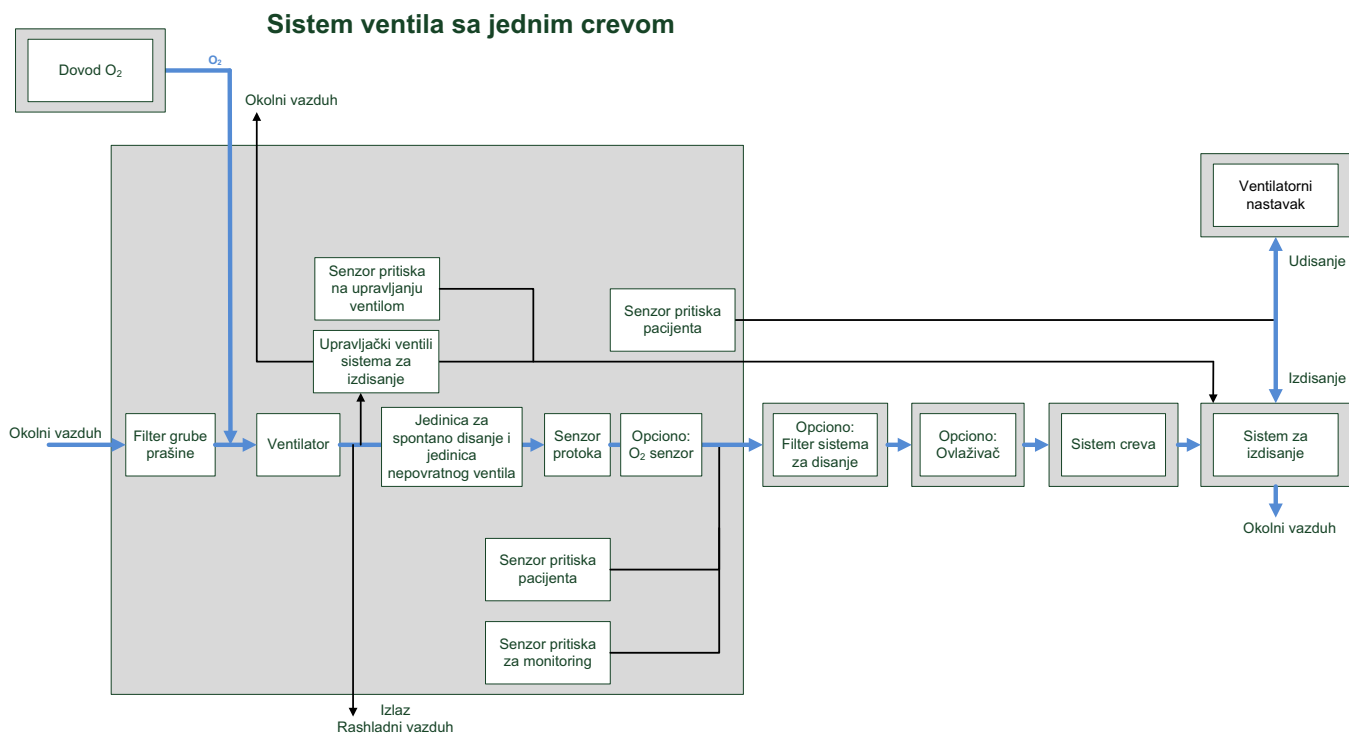 Sistem ventila sa jednim crevom
Dovod O₂
O₂
Okolni vazduh
Ventilatorni
nastavak
Udisanje
Senzor pritiska
na upravljanju
ventilom
Senzor pritiska
pacijenta
Upravljački ventili
sistema za
izdisanje
Izdisanje
Okolni vazduh
Filter grube
prašine
Ventilator
Jedinica za
spontano disanje i
jedinica
nepovratnog ventila
Senzor
protoka
Opciono:
O₂ senzor
Opciono:
Filter sistema
za disanje
Opciono:
Ovlaživač
Sistem creva
Sistem za
izdisanje
Okolni vazduh
Senzor pritiska
pacijenta
Senzor pritiska
za monitoring
Izlaz
Rashladni vazduh